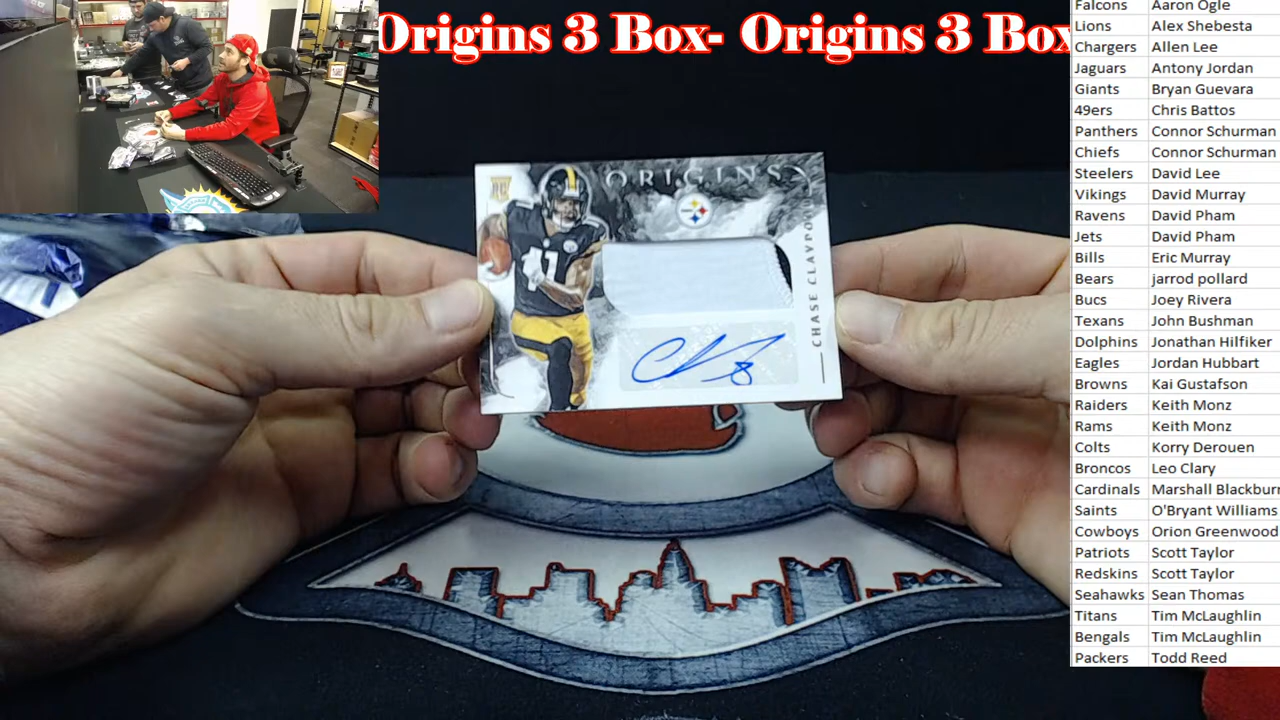 Origins 3 Box- Origins 3 Box
RC
ORIGINS
11
CHASE CLAYPOOL
Falcons Aaron Ogle
Lions Alex Shebesta
Chargers Allen Lee
Jaguars Antony Jordan
Giants Bryan Guevara
49ers Chris Battos
Panthers Connor Schurman
Chiefs Connor Schurman
Steelers David Lee
Vikings David Murray
Ravens David Pham
Jets David Pham
Bills Eric Murray
Bears jarrod pollard
Bucs Joey Rivera
Texans John Bushman
Dolphins Jonathan Hilfiker
Eagles Jordan Hubbart
Browns Kai Gustafson
Raiders Keith Monz
Rams Keith Monz
Colts Korry Derouen
Broncos Leo Clary
Cardinals Marshall Blackburn
Saints O'Bryant Williams
Cowboys Orion Greenwood
Patriots Scott Taylor
Redskins Scott Taylor
Seahawks Sean Thomas
Titans Tim McLaughlin
Bengals Tim McLaughlin
Packers Todd Reed